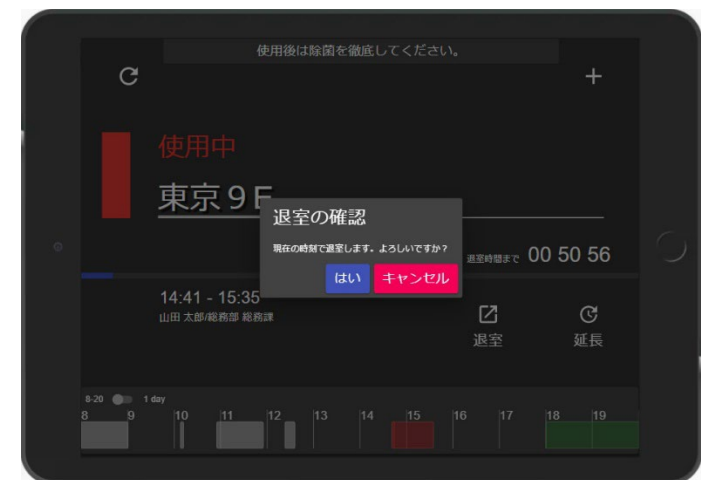 使用後は除菌を徹底してください。
使用中
東京9E
退室の確認
現在の時刻で退室します。よろしいですか?
はい キャンセル
退室時間まで 00 50 56
14:41 - 15:35
山田 太郎/総務部 総務課
退室 延長
8-20 1 day
8 9 10 11 12 13 14 15 16 17 18 19